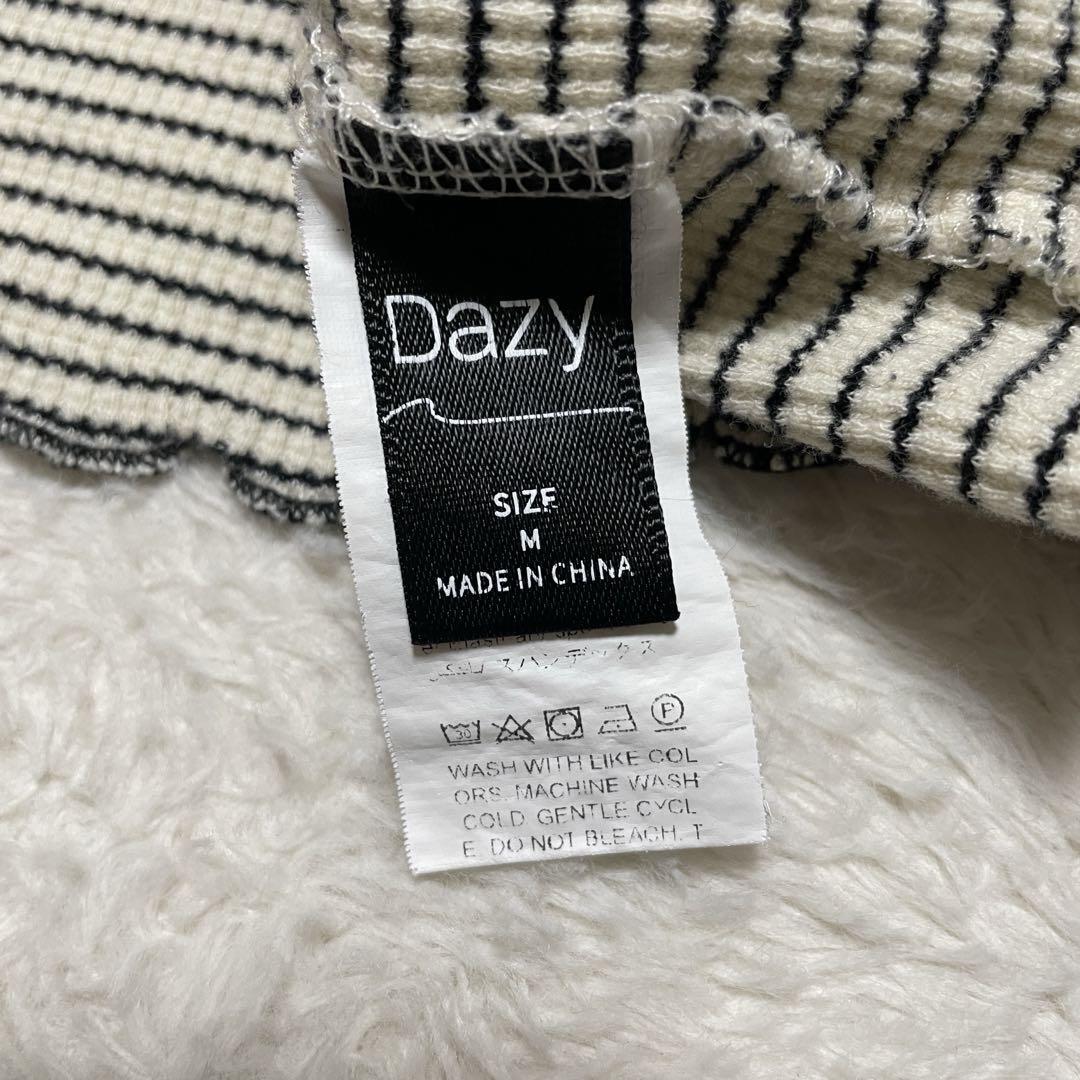 Dazy
SIZE
M
MADE IN CHINA
スパンデックス
30 P
WASH WITH LIKE COL
ORS. MACHINE WASH
COLD. GENTLE CYCL
E. DO NOT BLEACH. T